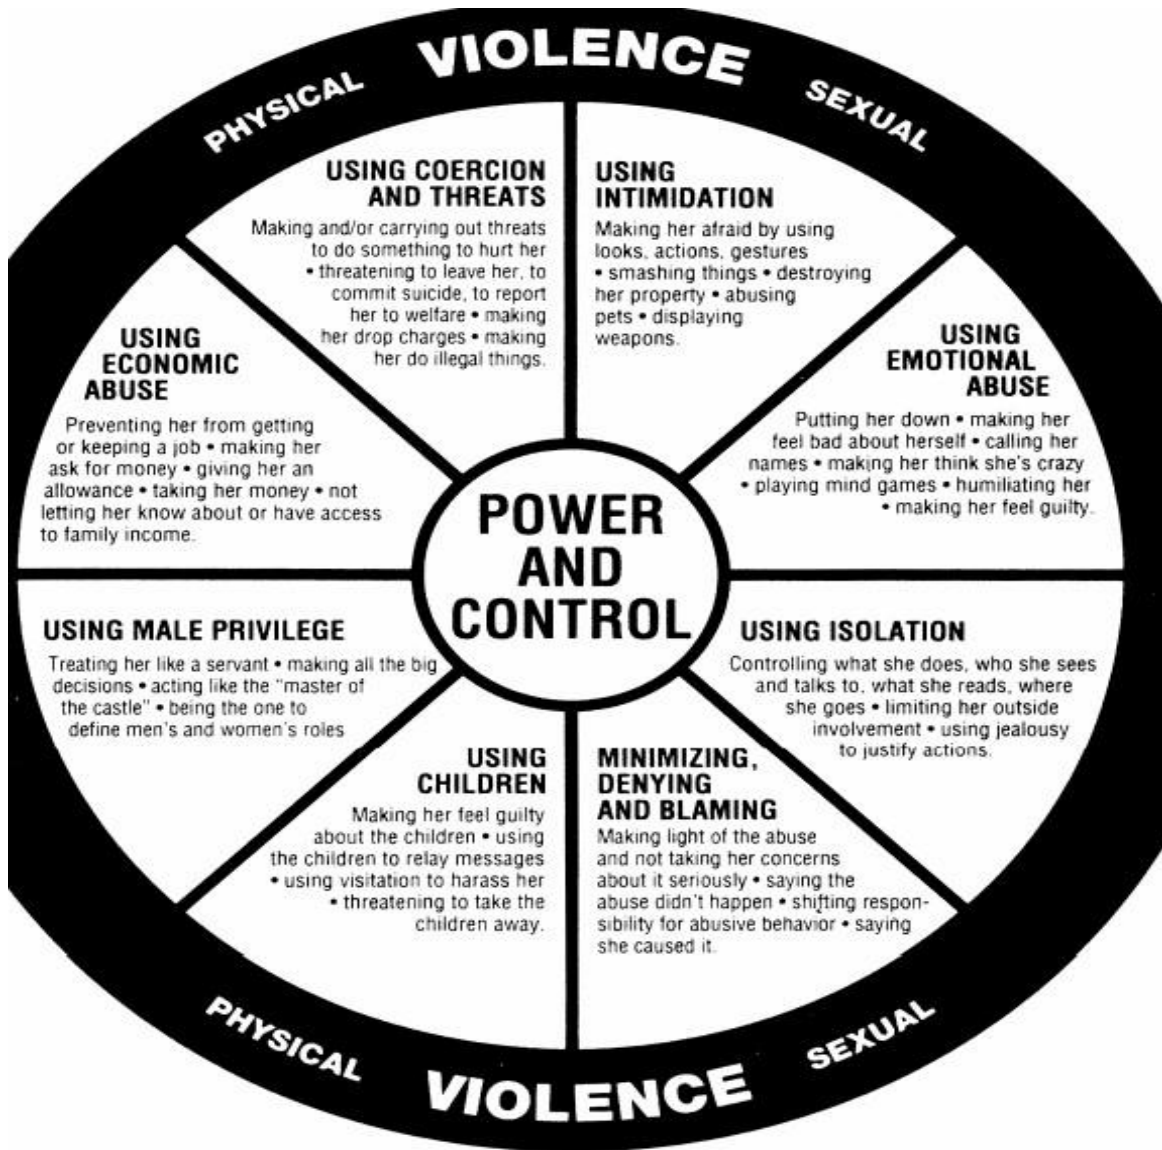 PHYSICAL VIOLENCE SEXUAL
USING COERCION
AND THREATS
Making and/or carrying out threats
to do something to hurt her
• threatening to leave her, to
commit suicide, to report
her to welfare • making
her drop charges • making
her do illegal things.
USING
INTIMIDATION
Making her afraid by using
looks, actions, gestures
• smashing things • destroying
her property • abusing
pets • displaying
weapons.
USING
EMOTIONAL
ABUSE
Putting her down • making her
feel bad about herself • calling her
names • making her think she's crazy
• playing mind games • humiliating her
• making her feel guilty.
USING ISOLATION
Controlling what she does, who she sees
and talks to, what she reads, where
she goes • limiting her outside
involvement • using jealousy
to justify actions.
MINIMIZING,
DENYING
AND BLAMING
Making light of the abuse
and not taking her concerns
about it seriously • saying the
abuse didn't happen • shifting respon-
sibility for abusive behavior • saying
she caused it.
USING
CHILDREN
Making her feel guilty
about the children • using
the children to relay messages
• using visitation to harass her
• threatening to take the
children away.
USING MALE PRIVILEGE
Treating her like a servant • making all the big
decisions • acting like the "master of
the castle" • being the one to
define men's and women's roles
USING
ECONOMIC
ABUSE
Preventing her from getting
or keeping a job • making her
ask for money • giving her an
allowance • taking her money • not
letting her know about or have access
to family income.
POWER
AND
CONTROL
PHYSICAL VIOLENCE SEXUAL